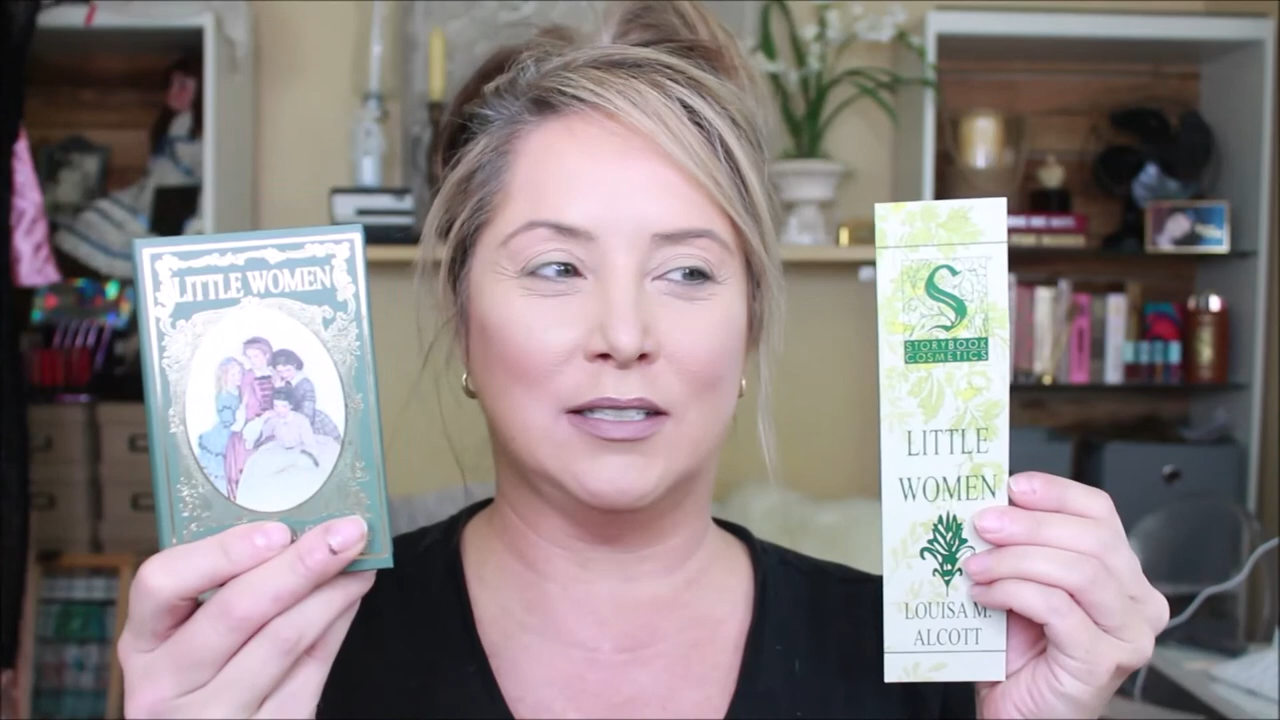 LITTLE WOMEN
S
STORYBOOK
COSMETICS
LITTLE
WOMEN
LOUISA M.
ALCOTT